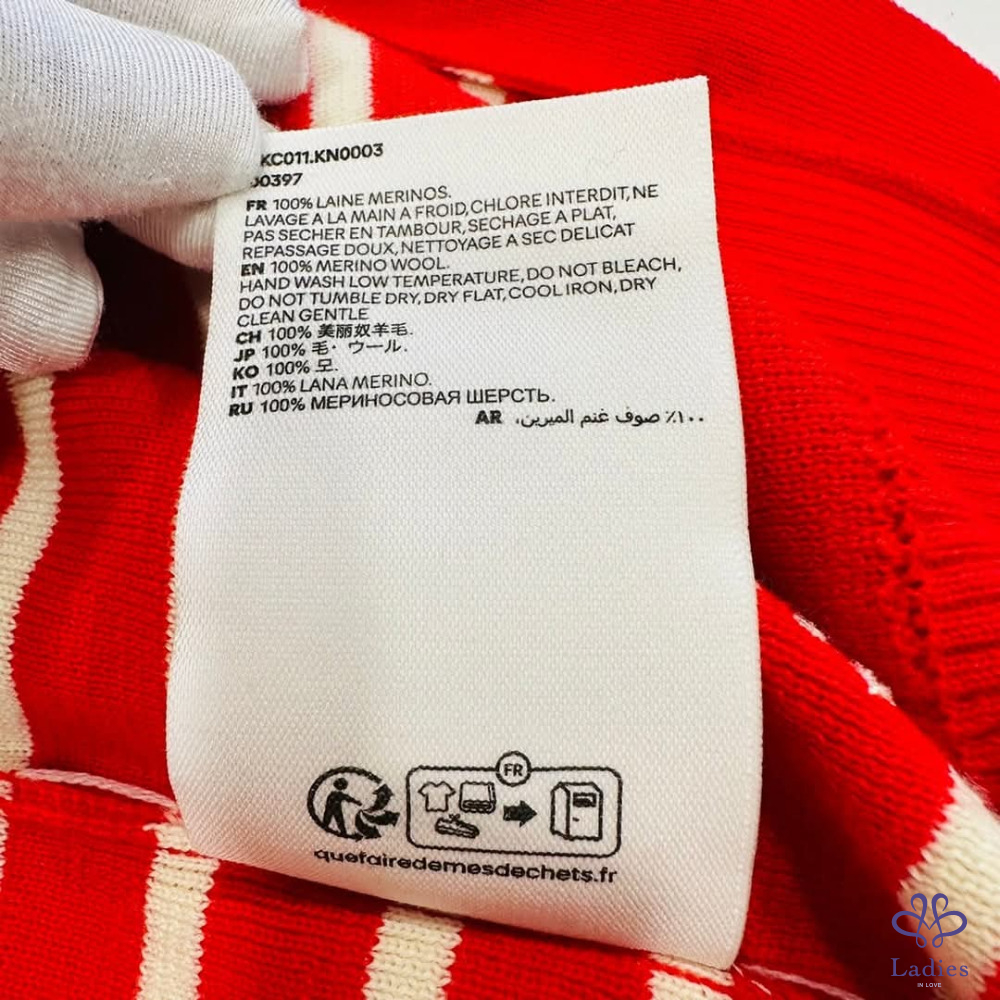 KC011.KN0003
00397
FR 100% LAINE MERINOS.
LAVAGE A LA MAIN A FROID, CHLORE INTERDIT, NE
PAS SECHER EN TAMBOUR, SECHAGE A PLAT,
REPASSAGE DOUX, NETTOYAGE A SEC DELICAT
EN 100% MERINO WOOL.
HAND WASH LOW TEMPERATURE, DO NOT BLEACH,
DO NOT TUMBLE DRY, DRY FLAT, COOL IRON, DRY
CLEAN GENTLE
CH 100% 美丽奴羊毛.
JP 100% 毛・ウール.
KO 100% 모.
IT 100% LANA MERINO.
RU 100% МЕРИНОСОВАЯ ШЕРСТЬ.
١٠٠٪ صوف غنم الميرين، AR
FR
quefairedemesdechets.fr
Ladies
IN LOVE